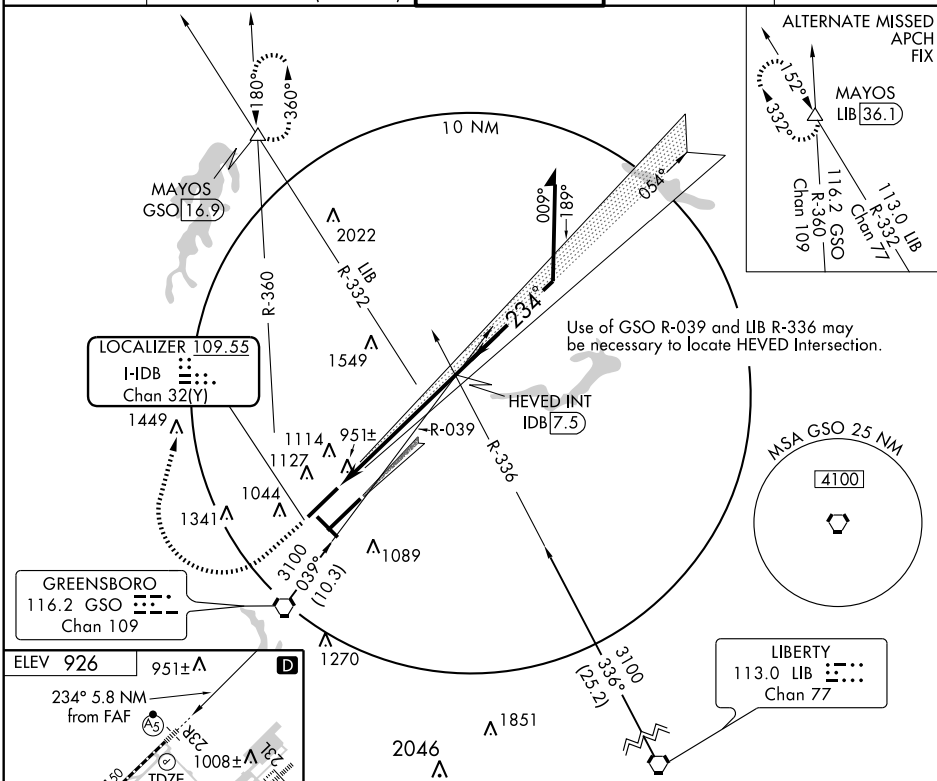 ALTERNATE MISSED
APCH
FIX
152°
332°
MAYOS
LIB 36.1
116.2 GSO
R-360
Chan 109
113.0 LIB
R-332
Chan 77
180°
360°
10 NM
MAYOS
GSO 16.9
2022
LIB
R-332
R-360
009°
189°
054°
234°
Use of GSO R-039 and LIB R-336 may
be necessary to locate HEVED Intersection.
LOCALIZER 109.55
I-IDB
Chan 32(Y)
1549
HEVED INT
IDB 7.5
1449
1114
951±
R-039
1127
R-336
1044
1341
MSA GSO 25 NM
4100
3100
039°
(10.3)
1089
GREENSBORO
116.2 GSO
Chan 109
1270
3100
336°
(25.2)
LIBERTY
113.0 LIB
Chan 77
1851
2046
ELEV 926
951±
D
234° 5.8 NM
from FAF
A5
23R
1008±
23L
P
TDZE
150